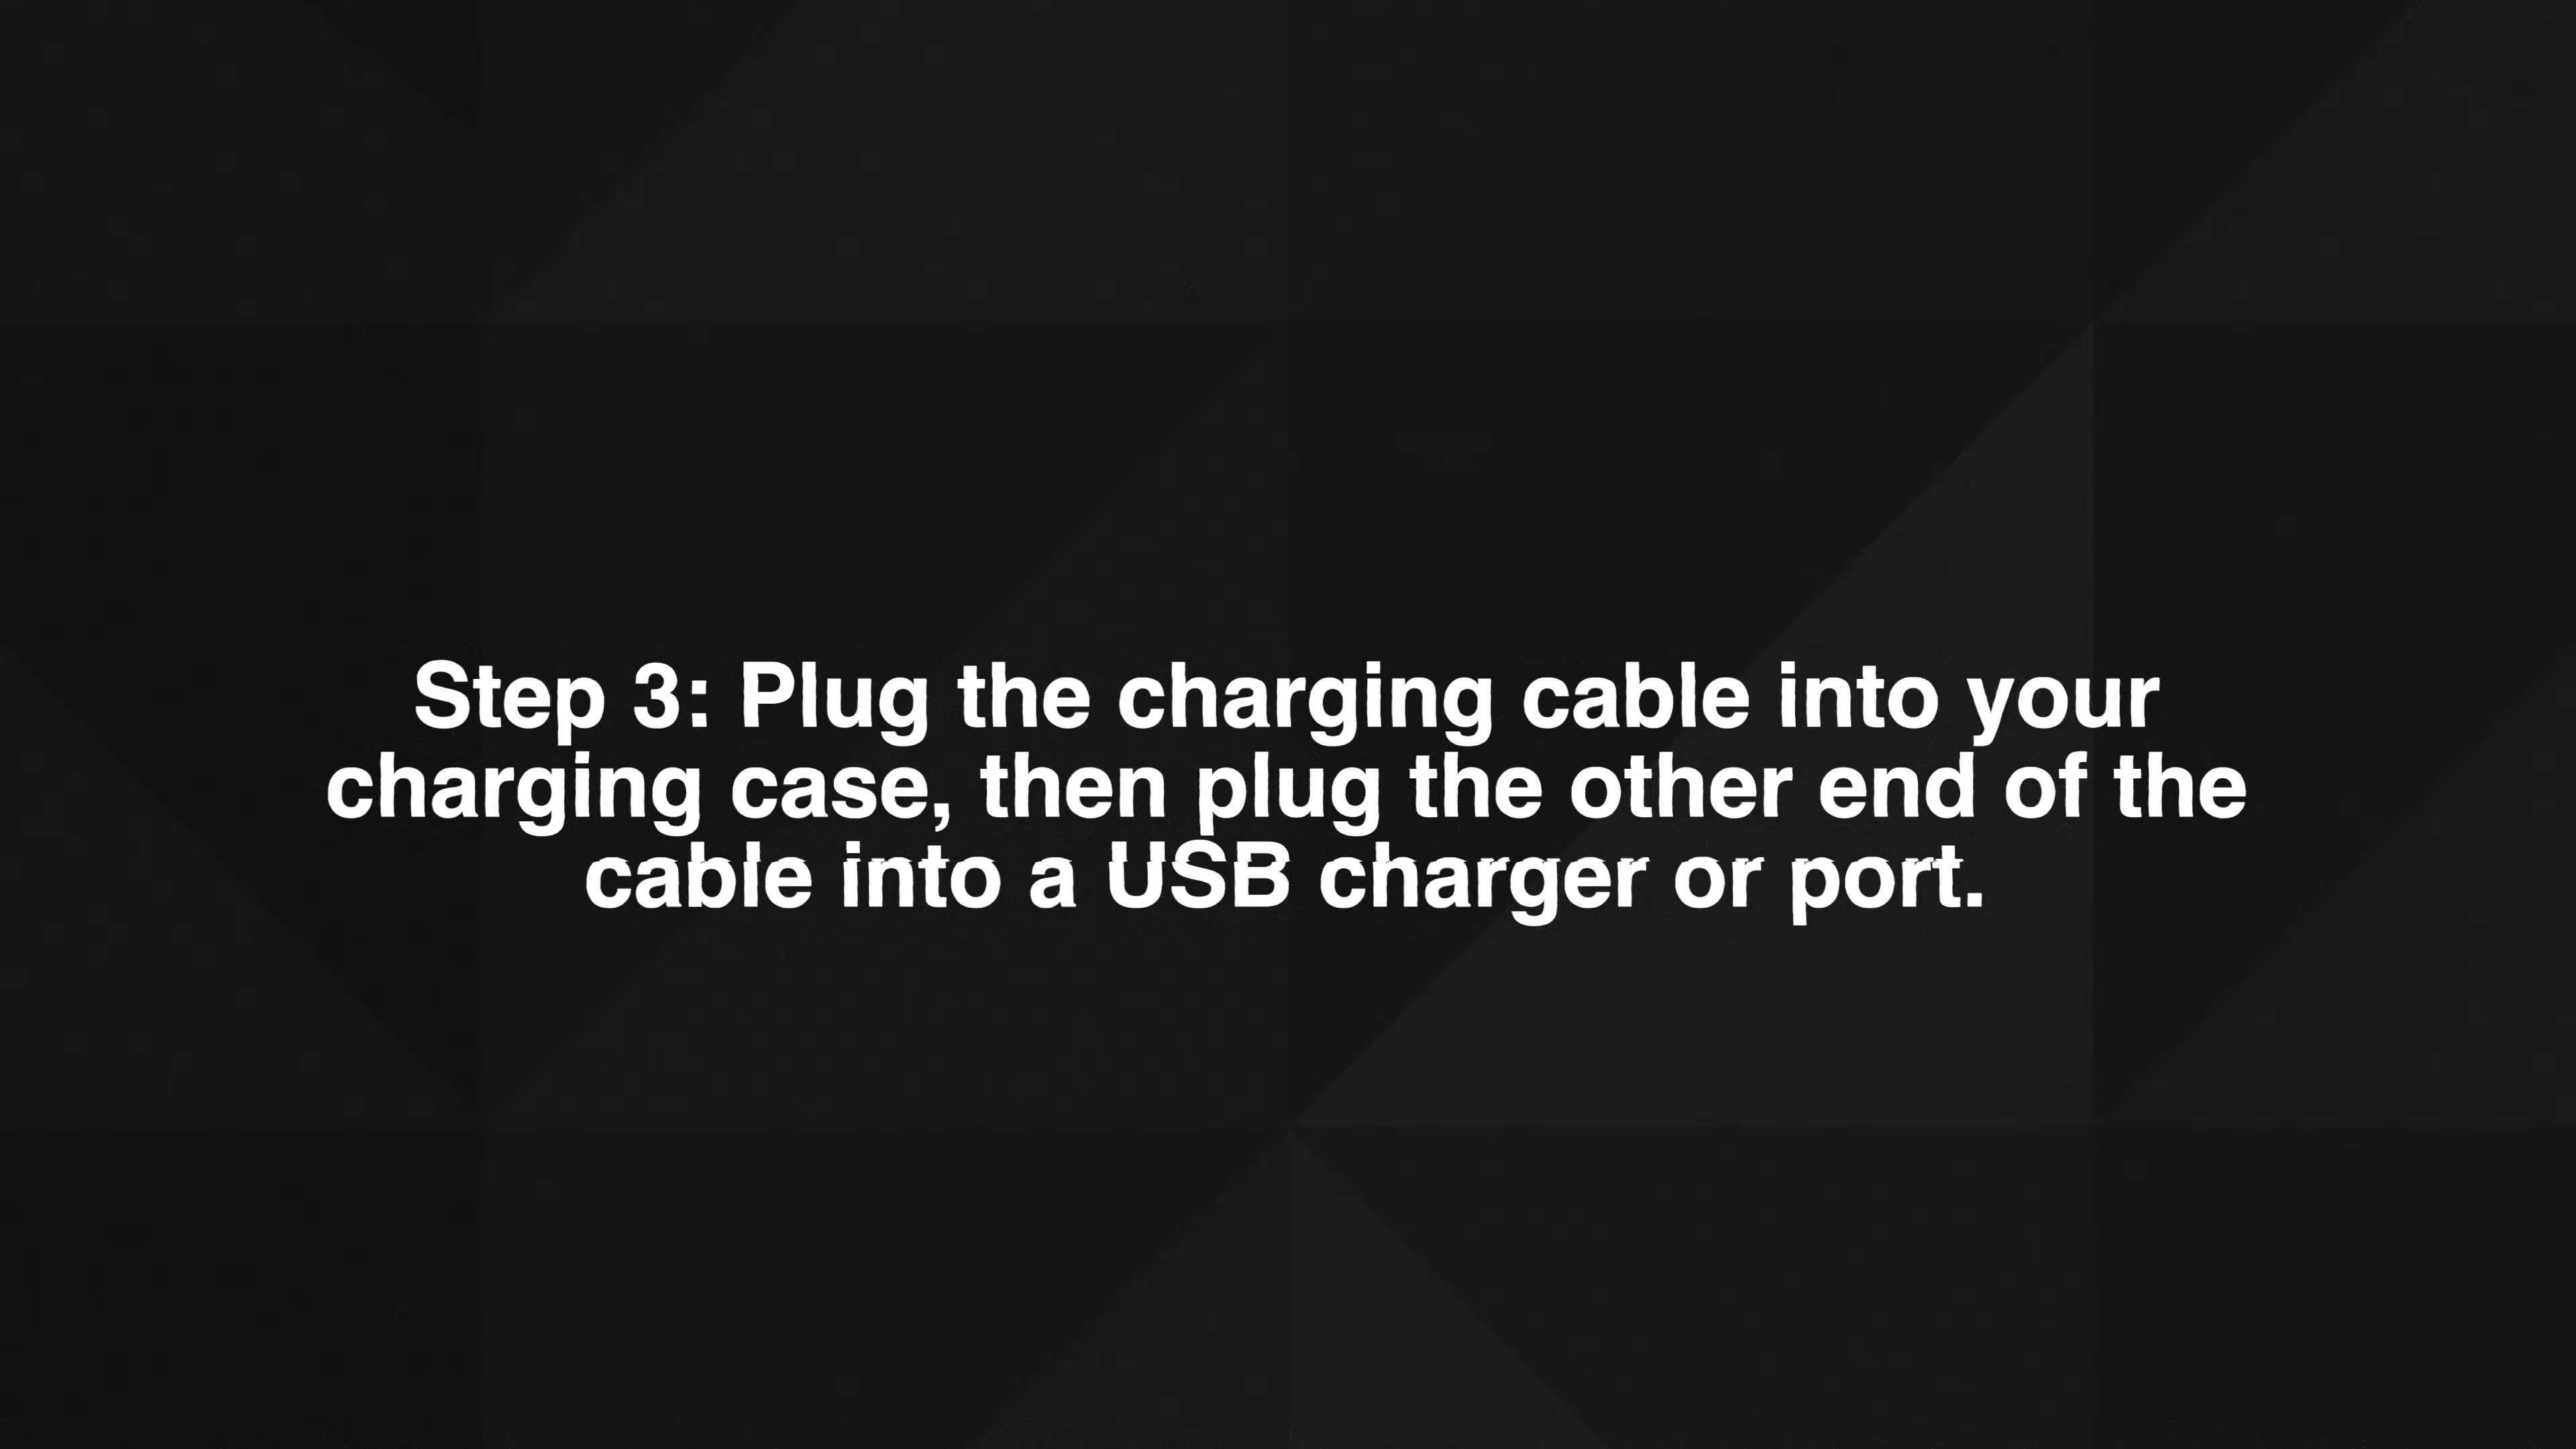 Step 3: Plug the charging cable into your
charging case, then plug the other end of the
cable into a USB charger or port.